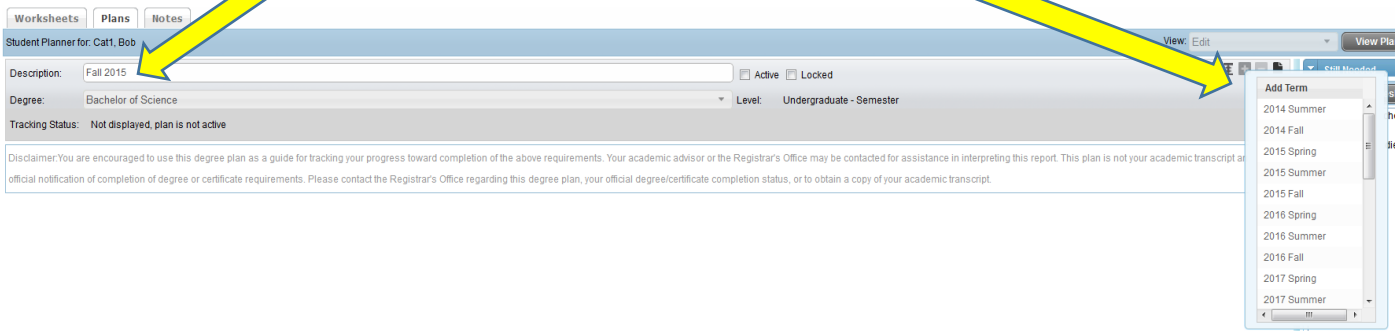 Worksheets Plans Notes
Student Planner for: Cat1, Bob View: Edit View Pla
Description: Fall 2015 Active Locked Still Needed
Degree: Bachelor of Science Level: Undergraduate - Semester
Tracking Status: Not displayed, plan is not active
Disclaimer:You are encouraged to use this degree plan as a guide for tracking your progress toward completion of the above requirements. Your academic advisor or the Registrar's Office may be contacted for assistance in interpreting this report. This plan is not your academic transcript
official notification of completion of degree or certificate requirements. Please contact the Registrar's Office regarding this degree plan, your official degree/certificate completion status, or to obtain a copy of your academic transcript.
Add Term
2014 Summer
2014 Fall
2015 Spring
2015 Summer
2015 Fall
2016 Spring
2016 Summer
2016 Fall
2017 Spring
2017 Summer